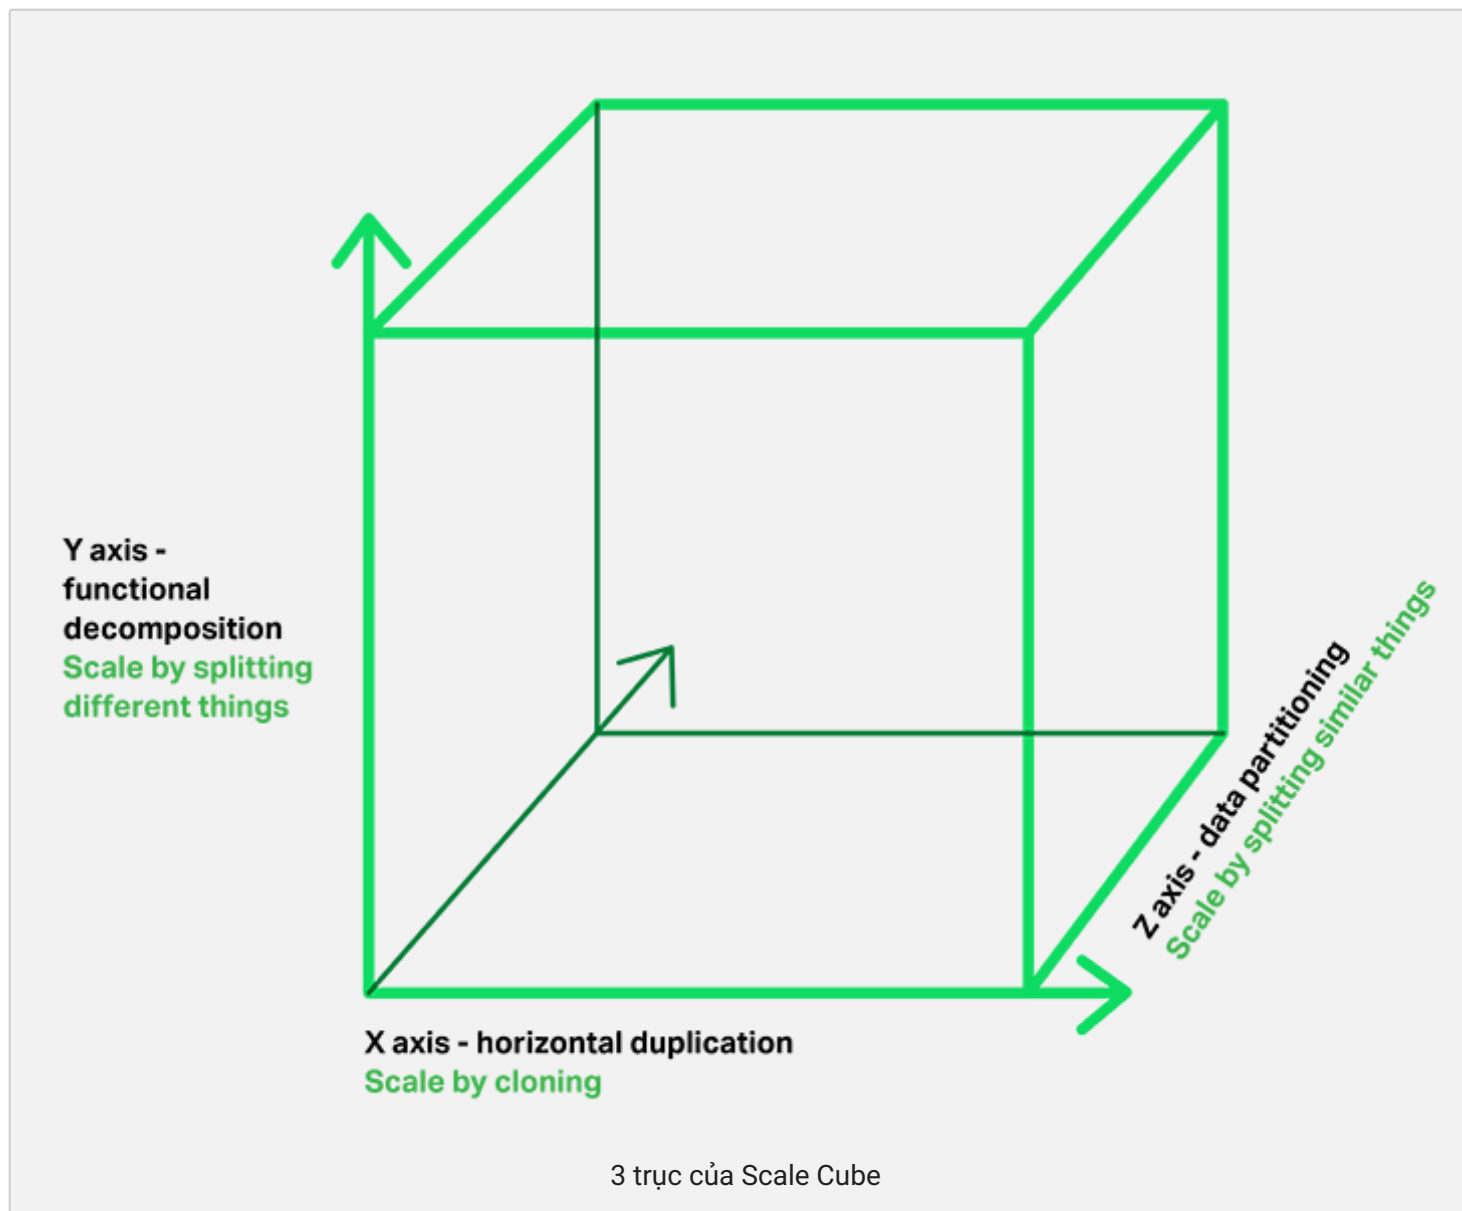 Y axis -
functional
decomposition
Scale by splitting
different things
Z axis - data partitioning
Scale by splitting similar things
X axis - horizontal duplication
Scale by cloning
3 trục của Scale Cube